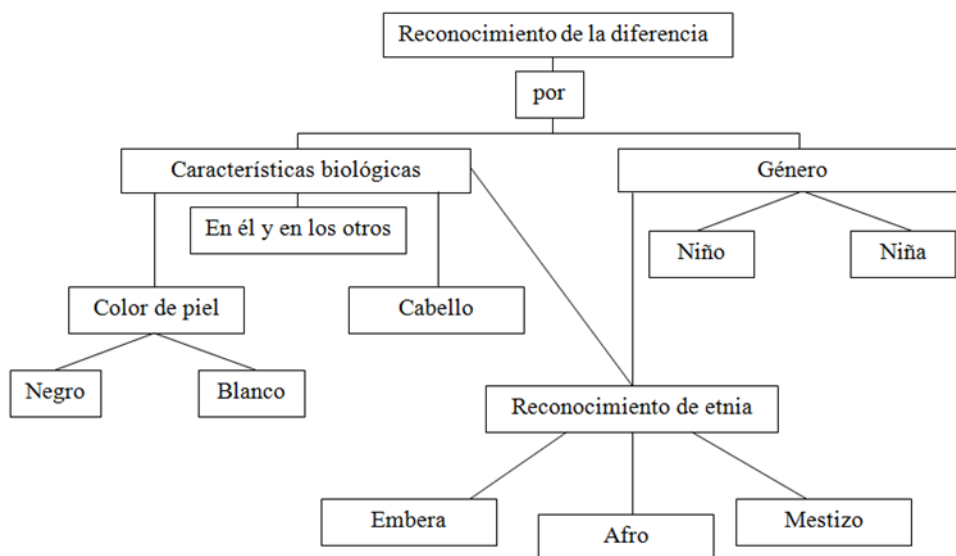 Reconocimiento de la diferencia
por
Características biológicas
Género
En él y en los otros
Niño
Niña
Color de piel
Cabello
Negro
Blanco
Reconocimiento de etnia
Embera
Afro
Mestizo